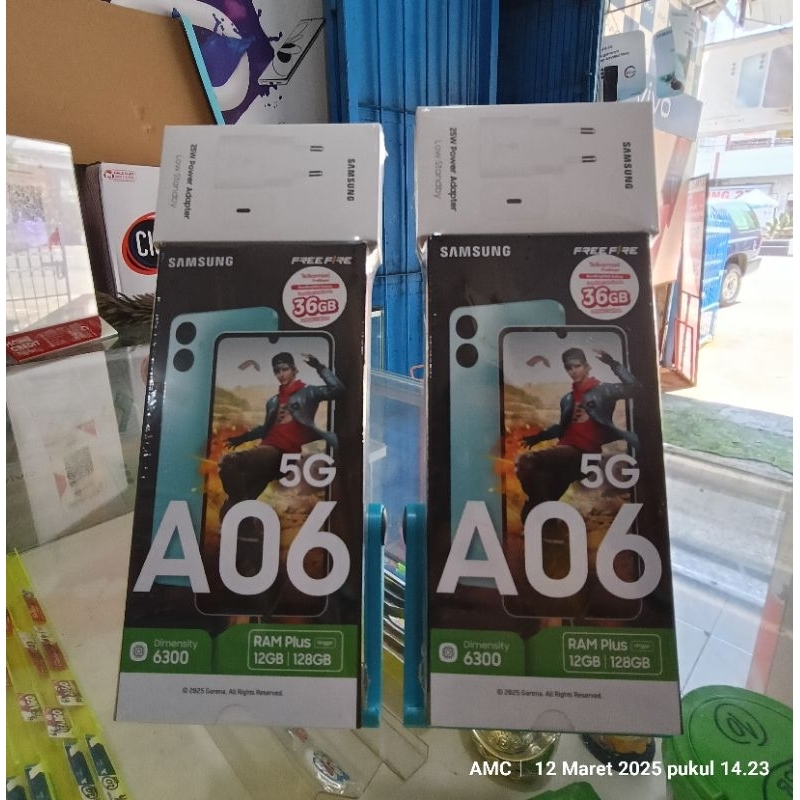 25W Power Adapter
Low Standby
SAMSUNG
SAMSUNG
FREE FIRE
Telkomsel
36GB
5G
A06
Dimensity
6300
RAM Plus
12GB | 128GB
© 2025 Garena. All Rights Reserved.
25W Power Adapter
Low Standby
SAMSUNG
SAMSUNG
FREE FIRE
Telkomsel
36GB
5G
A06
Dimensity
6300
RAM Plus
12GB | 128GB
© 2025 Garena. All Rights Reserved.
AMC | 12 Maret 2025 pukul 14.23